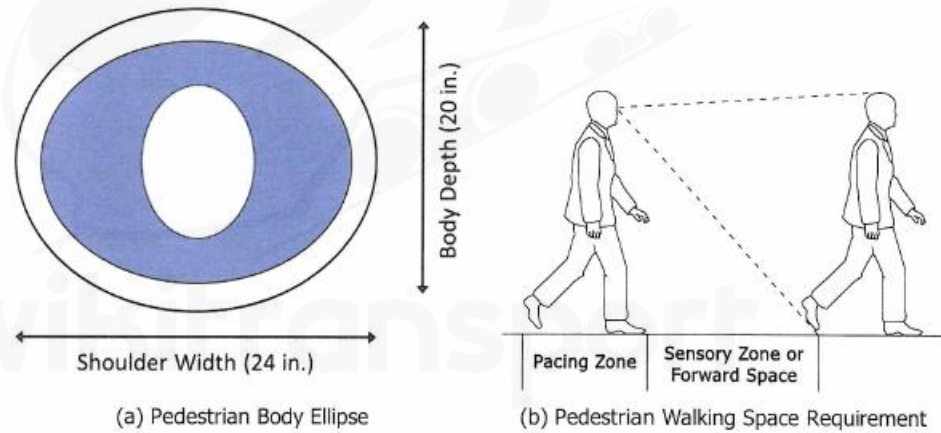 Body Depth (20 in.)
Shoulder Width (24 in.)
(a) Pedestrian Body Ellipse
Pacing Zone
Sensory Zone or
Forward Space
(b) Pedestrian Walking Space Requirement
wikitransport